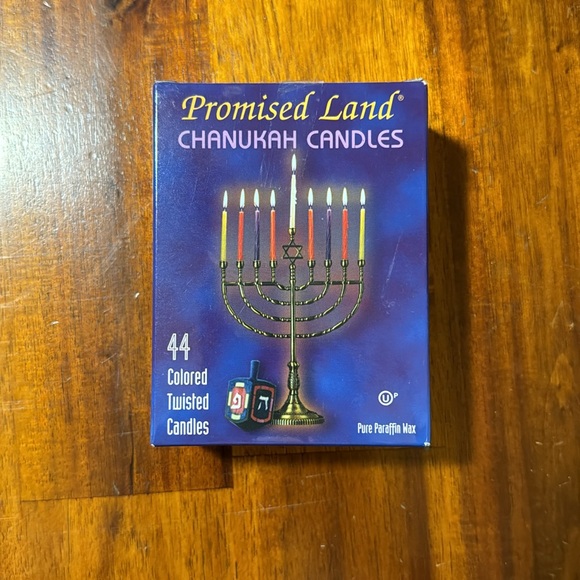 Promised Land®
CHANUKAH CANDLES
44
Colored
Twisted
Candles
ה
U P
Pure Paraffin Wax